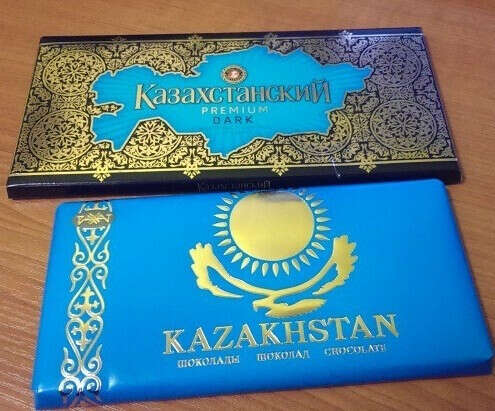 Казахстанский
PREMIUM
DARK
Казахстанский
KAZAKHSTAN
ШОКОЛАДЫ ШОКОЛАД CHOCOLATE